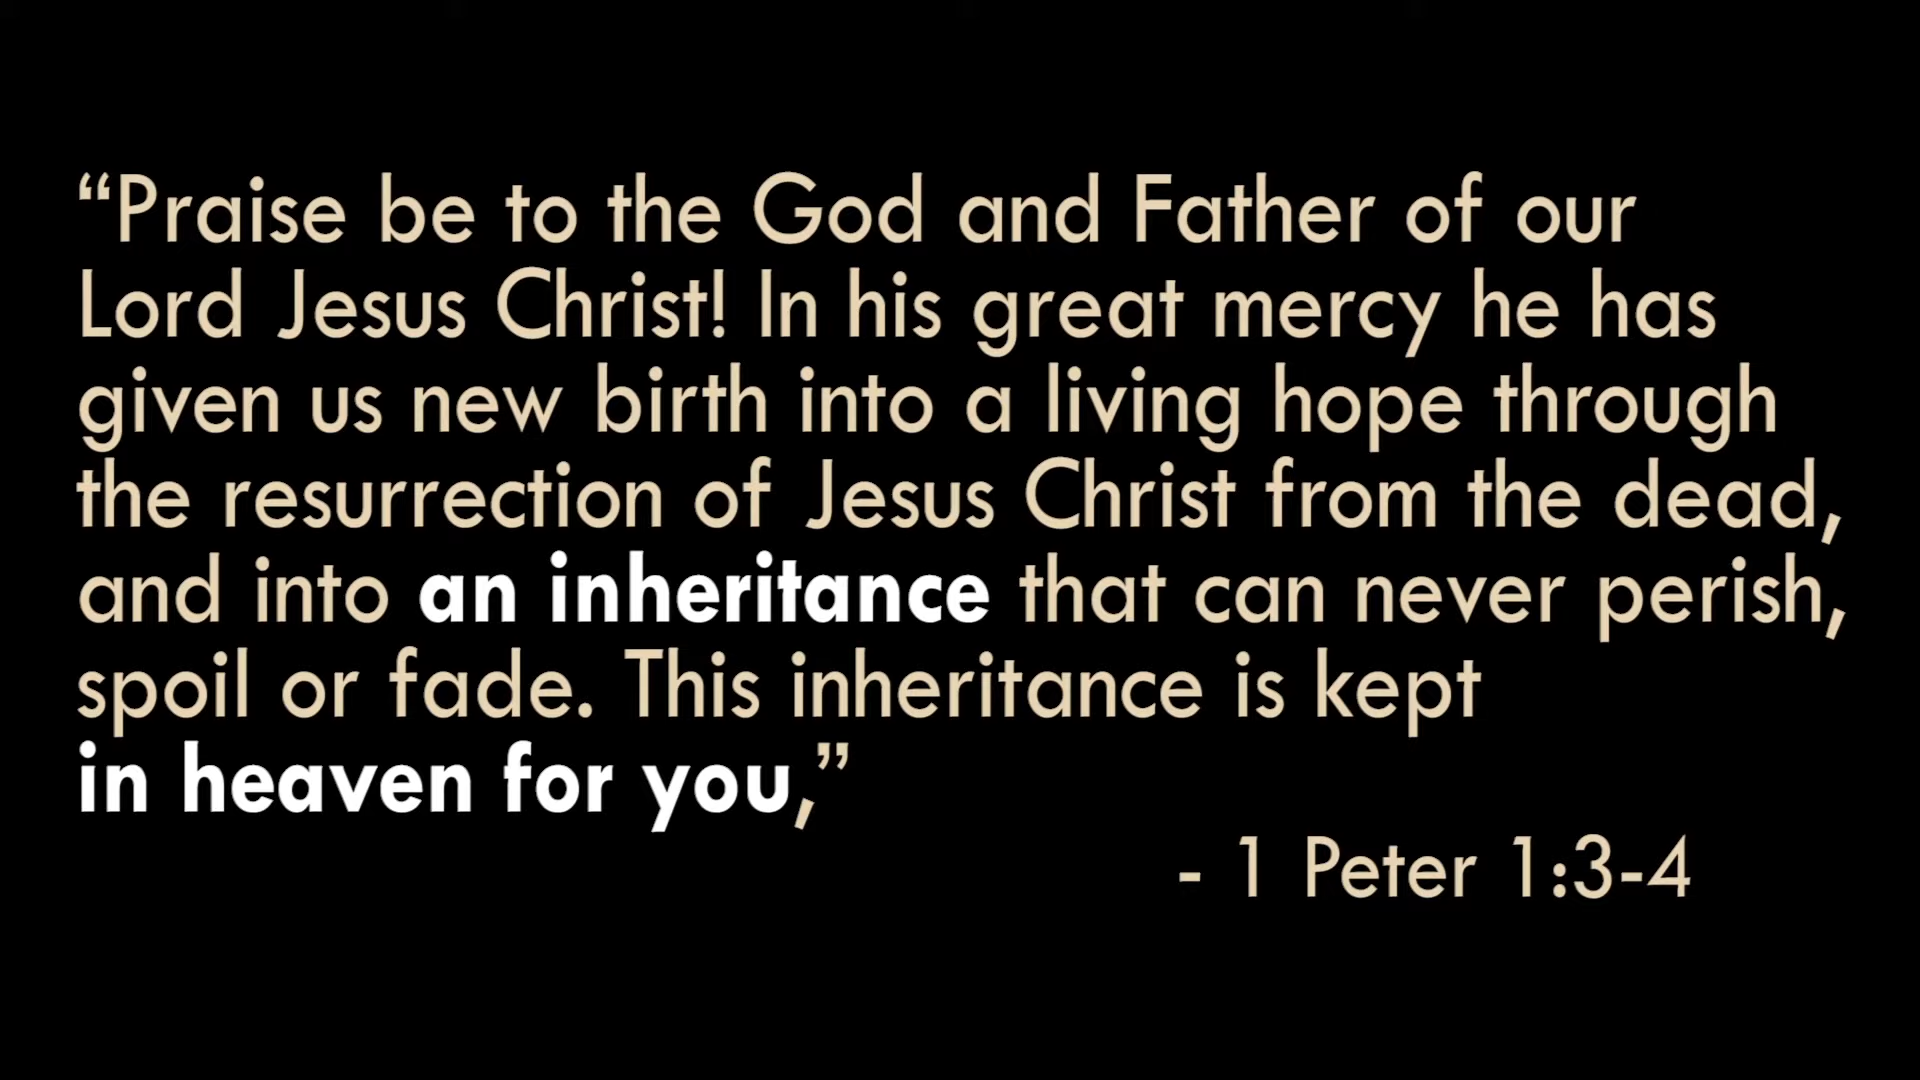 “Praise be to the God and Father of our
Lord Jesus Christ! In his great mercy he has
given us new birth into a living hope through
the resurrection of Jesus Christ from the dead,
and into an inheritance that can never perish,
spoil or fade. This inheritance is kept
in heaven for you,”
- 1 Peter 1:3-4